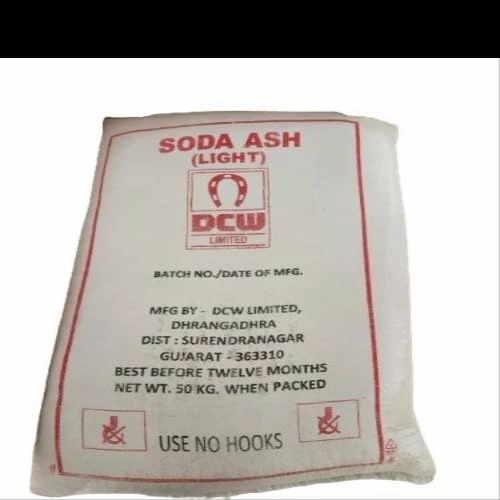 SODA ASH
(LIGHT)
DCW
LIMITED
BATCH NO./DATE OF MFG.
MFG BY - DCW LIMITED,
DHRANGADHRA
DIST : SURENDRANAGAR
GUJARAT - 363310
BEST BEFORE TWELVE MONTHS
NET WT. 50 KG. WHEN PACKED
USE NO HOOKS